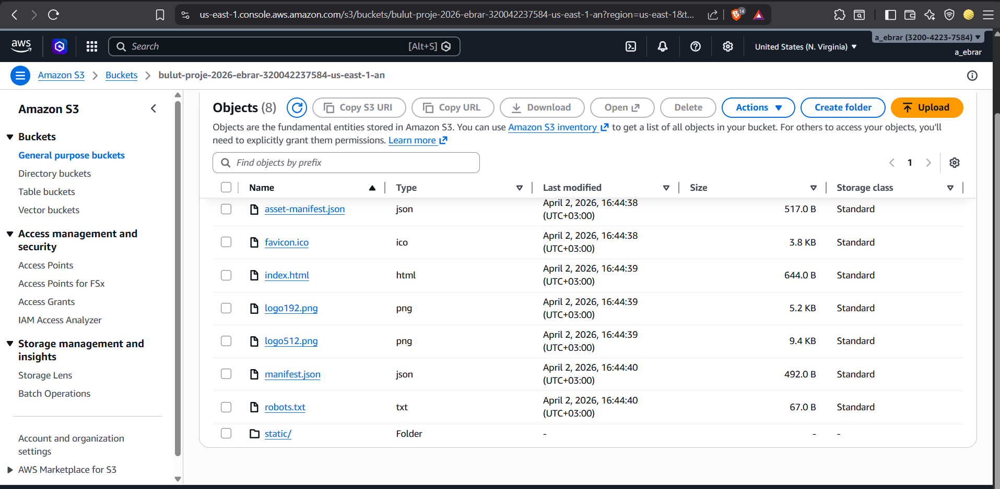 us-east-1.console.aws.amazon.com/s3/buckets/bulut-proje-2026-ebrar-320042237584-us-east-1-an?region=us-east-1&t...
14
aws
Search
[Alt+S]
United States (N. Virginia)
a_ebrar (3200-4223-7584)
a_ebrar
Amazon S3
Buckets
bulut-proje-2026-ebrar-320042237584-us-east-1-an
Amazon S3
Buckets
General purpose buckets
Directory buckets
Table buckets
Vector buckets
Access management and
security
Access Points
Access Points for FSx
Access Grants
IAM Access Analyzer
Storage management and
insights
Storage Lens
Batch Operations
Account and organization
settings
AWS Marketplace for S3
Objects (8)
Copy S3 URI
Copy URL
Download
Open
Delete
Actions
Create folder
Upload
Objects are the fundamental entities stored in Amazon S3. You can use Amazon S3 inventory to get a list of all objects in your bucket. For others to access your objects, you'll
need to explicitly grant them permissions. Learn more
Find objects by prefix
1
Name Type Last modified Size Storage class
asset-manifest.json json April 2, 2026, 16:44:38 (UTC+03:00) 517.0 B Standard
favicon.ico ico April 2, 2026, 16:44:38 (UTC+03:00) 3.8 KB Standard
index.html html April 2, 2026, 16:44:39 (UTC+03:00) 644.0 B Standard
logo192.png png April 2, 2026, 16:44:39 (UTC+03:00) 5.2 KB Standard
logo512.png png April 2, 2026, 16:44:39 (UTC+03:00) 9.4 KB Standard
manifest.json json April 2, 2026, 16:44:40 (UTC+03:00) 492.0 B Standard
robots.txt txt April 2, 2026, 16:44:40 (UTC+03:00) 67.0 B Standard
static/ Folder - - -